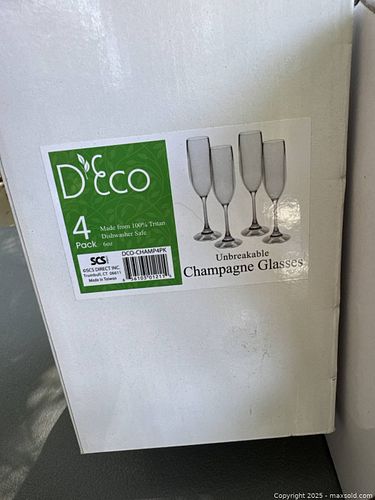 D'Eco
4
Pack
Made from 100% Tritan
Dishwasher Safe
6oz
SCS
©SCS DIRECT INC.
Trumbull, CT 06611
Made in Taiwan
DCO-CHAMP4PK
Unbreakable
Champagne Glasses
Copyright 2025 - maxsold.com